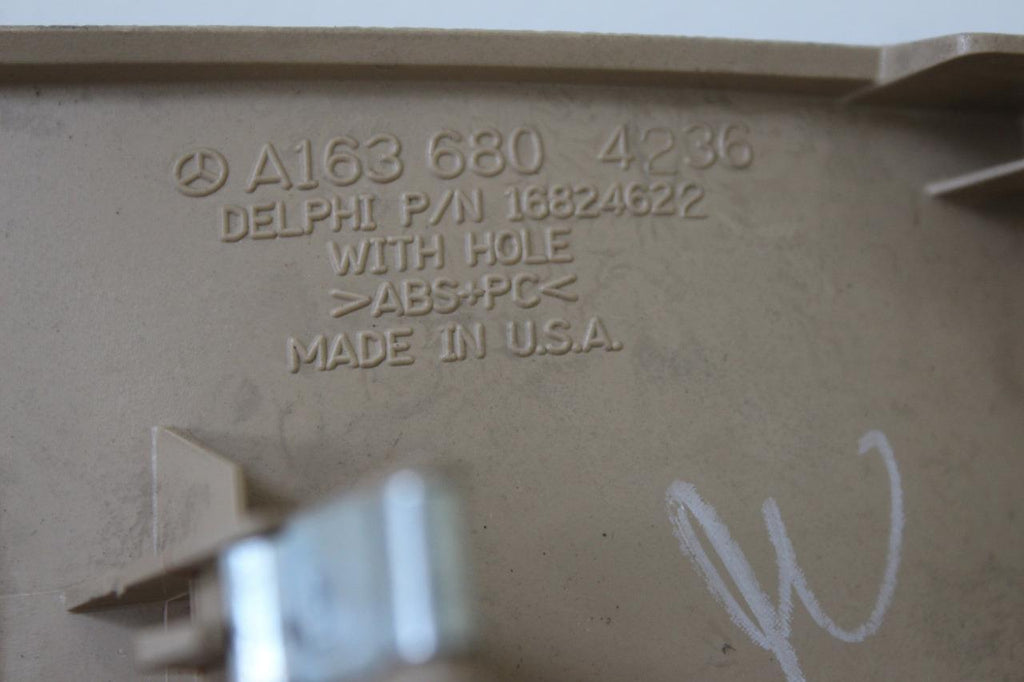 A163 680 4236
DELPHI P/N 16824622
WITH HOLE
>ABS+PC<
MADE IN U.S.A.